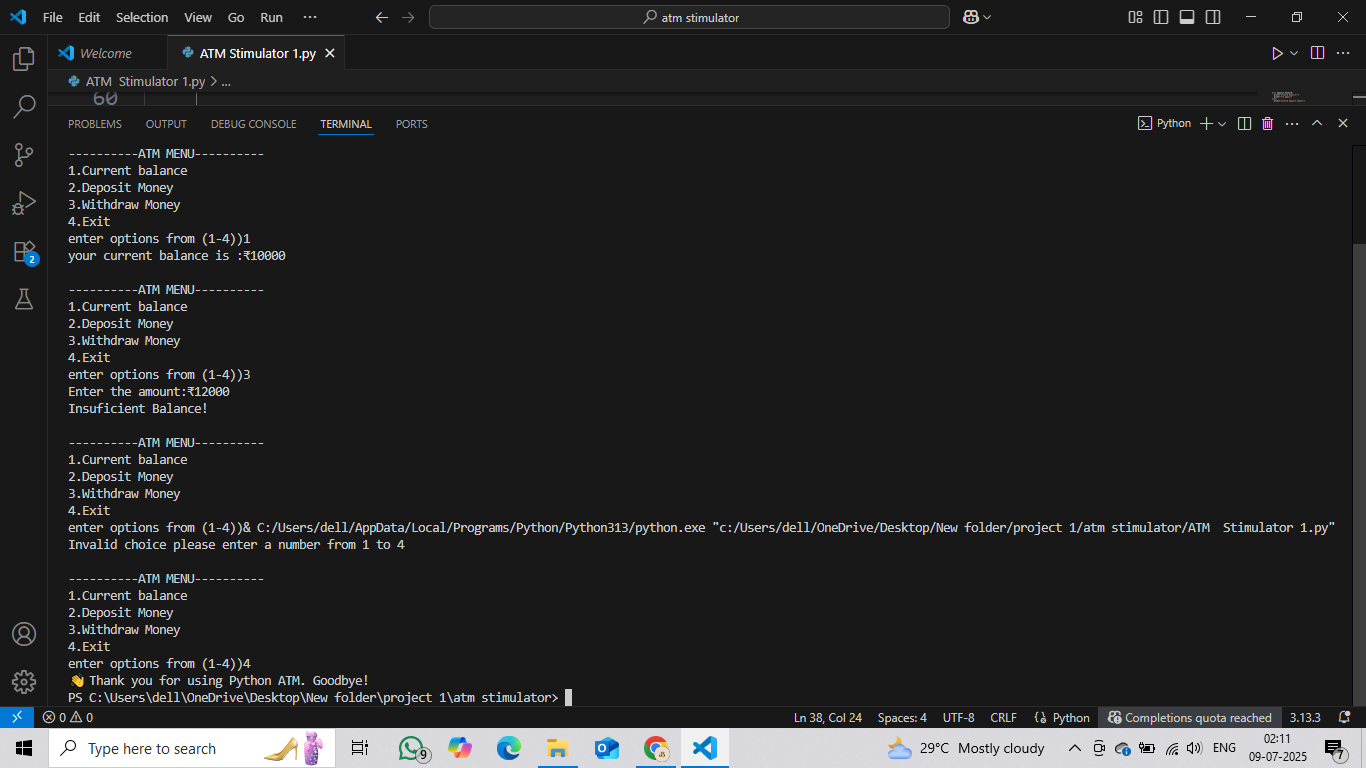 File Edit Selection View Go Run ··· atm stimulator
Welcome ATM Stimulator 1.py
ATM Stimulator 1.py > ...
60
PROBLEMS OUTPUT DEBUG CONSOLE TERMINAL PORTS Python
----------ATM MENU----------
1.Current balance
2.Deposit Money
3.Withdraw Money
4.Exit
enter options from (1-4))1
your current balance is :₹10000
----------ATM MENU----------
1.Current balance
2.Deposit Money
3.Withdraw Money
4.Exit
enter options from (1-4))3
Enter the amount:₹12000
Insuficient Balance!
----------ATM MENU----------
1.Current balance
2.Deposit Money
3.Withdraw Money
4.Exit
enter options from (1-4))& C:/Users/dell/AppData/Local/Programs/Python/Python313/python.exe "c:/Users/dell/OneDrive/Desktop/New folder/project 1/atm stimulator/ATM  Stimulator 1.py"
Invalid choice please enter a number from 1 to 4
----------ATM MENU----------
1.Current balance
2.Deposit Money
3.Withdraw Money
4.Exit
enter options from (1-4))4
👋 Thank you for using Python ATM. Goodbye!
PS C:\Users\dell\OneDrive\Desktop\New folder\project 1\atm stimulator>
2
0 0 Ln 38, Col 24 Spaces: 4 UTF-8 CRLF {} Python Completions quota reached 3.13.3
Type here to search 9 29°C Mostly cloudy ENG 02:11
09-07-2025 7